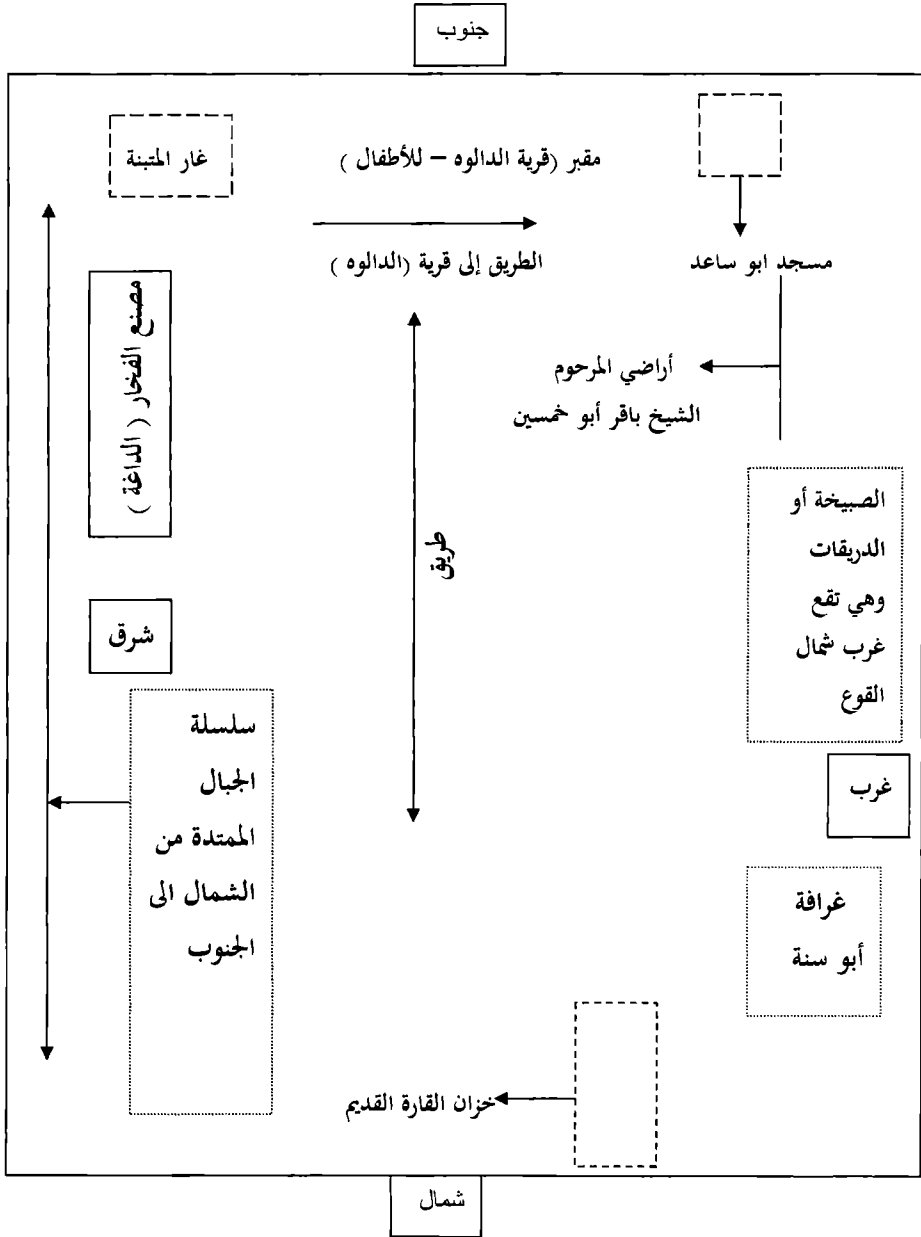 جنوب
مقبر (قرية الدالوه – للأطفال )
غار المتبنة
مسجد ابو ساعد
الطريق إلى قرية (الدالوه )
مصنع الفخار ( الداغة )
أراضي المرحوم
الشيخ باقر أبو خمسين
الصبيخة أو
الدريقات
وهي تقع
غرب شمال
القوع
طريق
شرق
سلسلة
الجبال
الممتدة من
الشمال الى
الجنوب
غرب
غرافة
أبو سنة
خزان القارة القديم
شمال